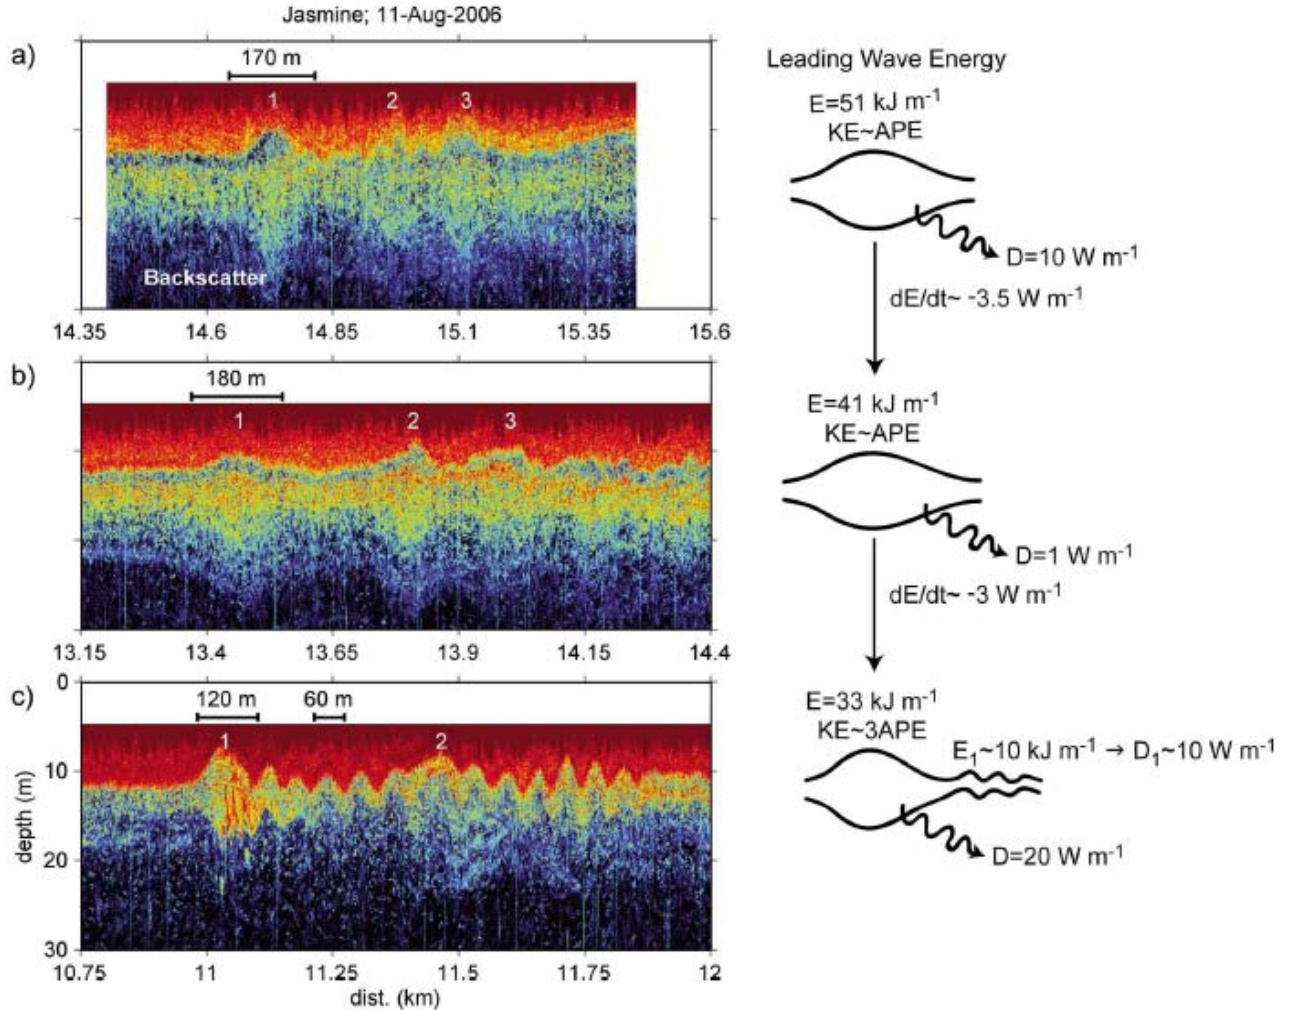 Jasmine; 11-Aug-2006
a)
170 m
1 2 3
Backscatter
14.35 14.6 14.85 15.1 15.35 15.6
b)
180 m
1 2 3
13.15 13.4 13.65 13.9 14.15 14.4
c)
120 m 60 m
1 2
0
10
20
30
depth (m)
10.75 11 11.25 11.5 11.75 12
dist. (km)
Leading Wave Energy
E=51 kJ m⁻¹
KE~APE
D=10 W m⁻¹
dE/dt~ -3.5 W m⁻¹
E=41 kJ m⁻¹
KE~APE
D=1 W m⁻¹
dE/dt~ -3 W m⁻¹
E=33 kJ m⁻¹
KE~3APE
E₁~10 kJ m⁻¹ → D₁~10 W m⁻¹
D=20 W m⁻¹